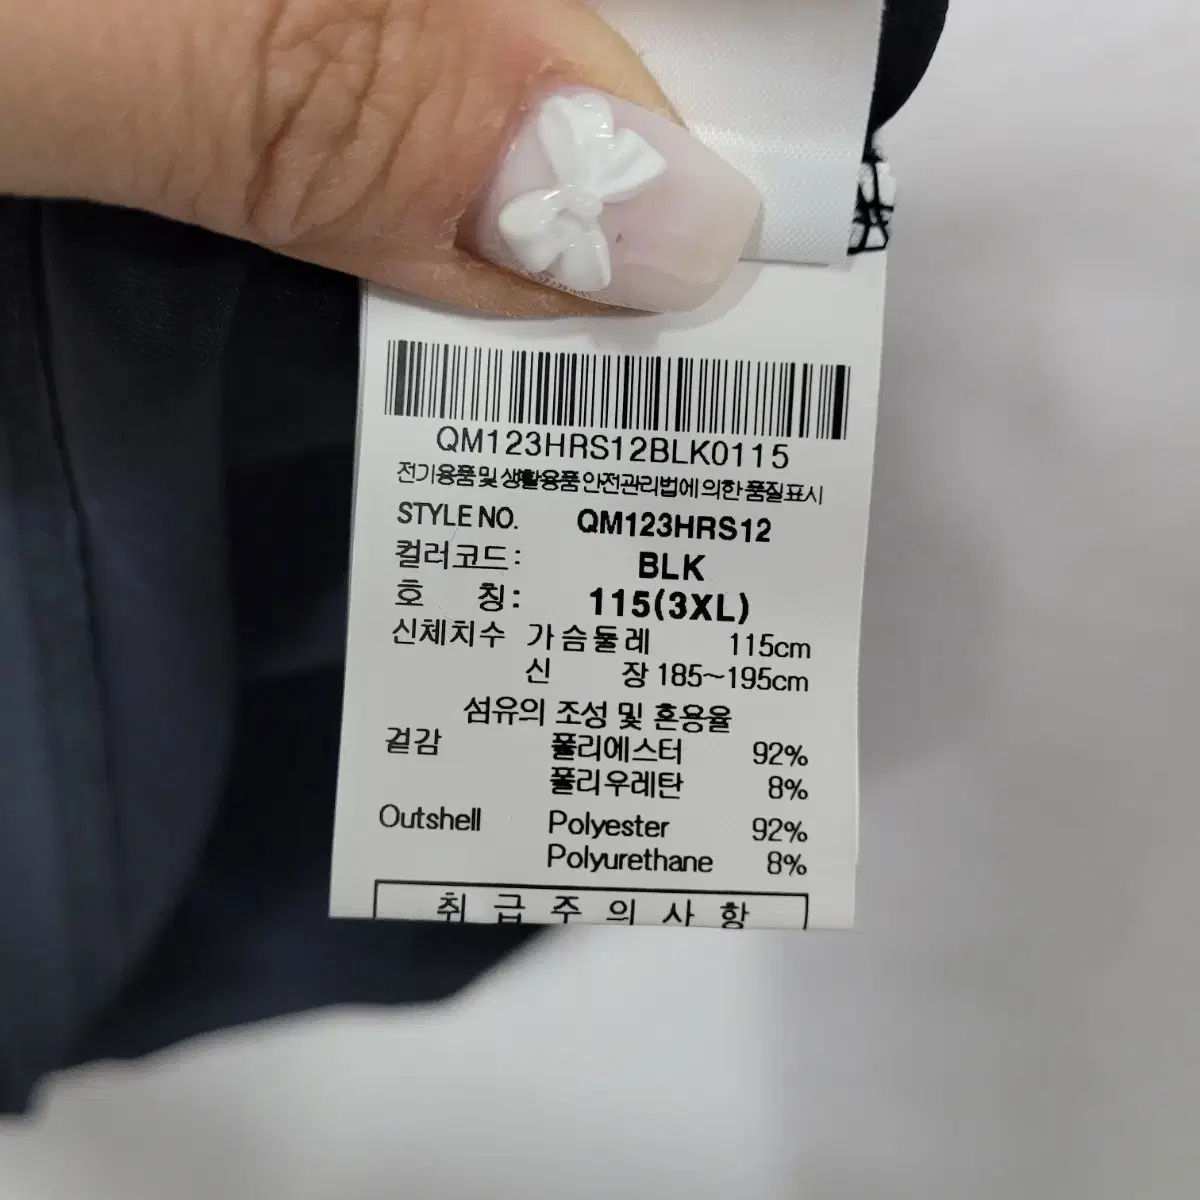 QM123HRS12BLK0115
전기용품및 생활용품 안전관리법에 의한 품질표시
STYLE NO. QM123HRS12
컬러코드: BLK
호 칭: 115(3XL)
신체치수 가슴둘레 115cm
신 장 185~195cm
섬유의 조성 및 혼용율
겉감 폴리에스터 92%
폴리우레탄 8%
Outshell Polyester 92%
Polyurethane 8%
취 급 주 의 사 항